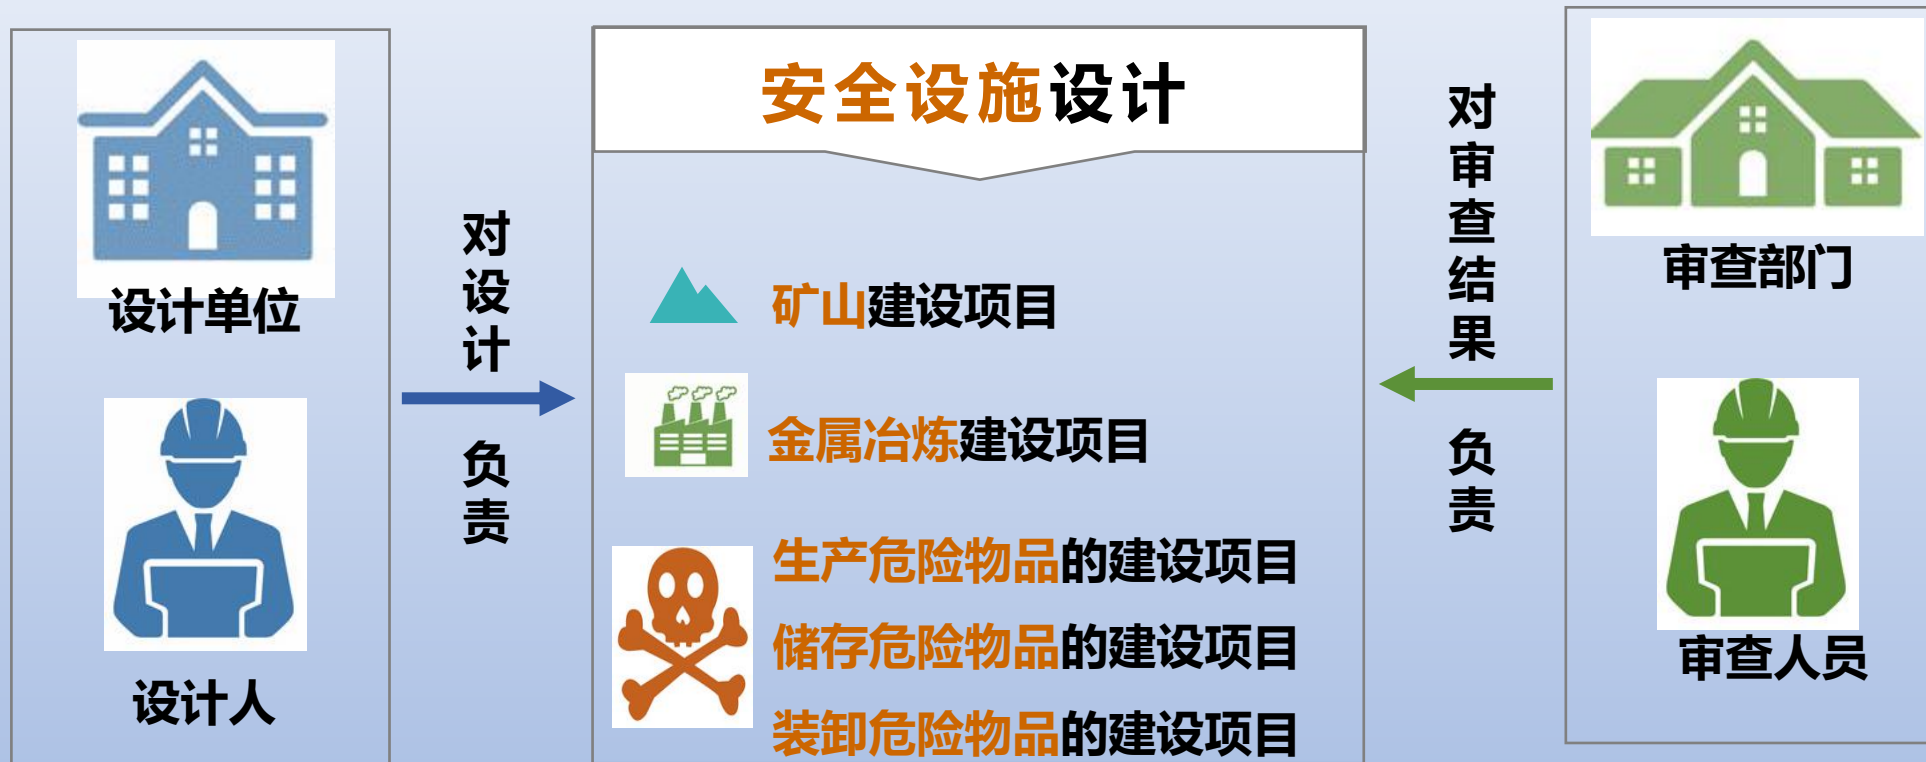 设计单位
设计人
对设计
负责
安全设施设计
矿山建设项目
金属冶炼建设项目
生产危险物品的建设项目
储存危险物品的建设项目
装卸危险物品的建设项目
对审查结果
负责
审查部门
审查人员